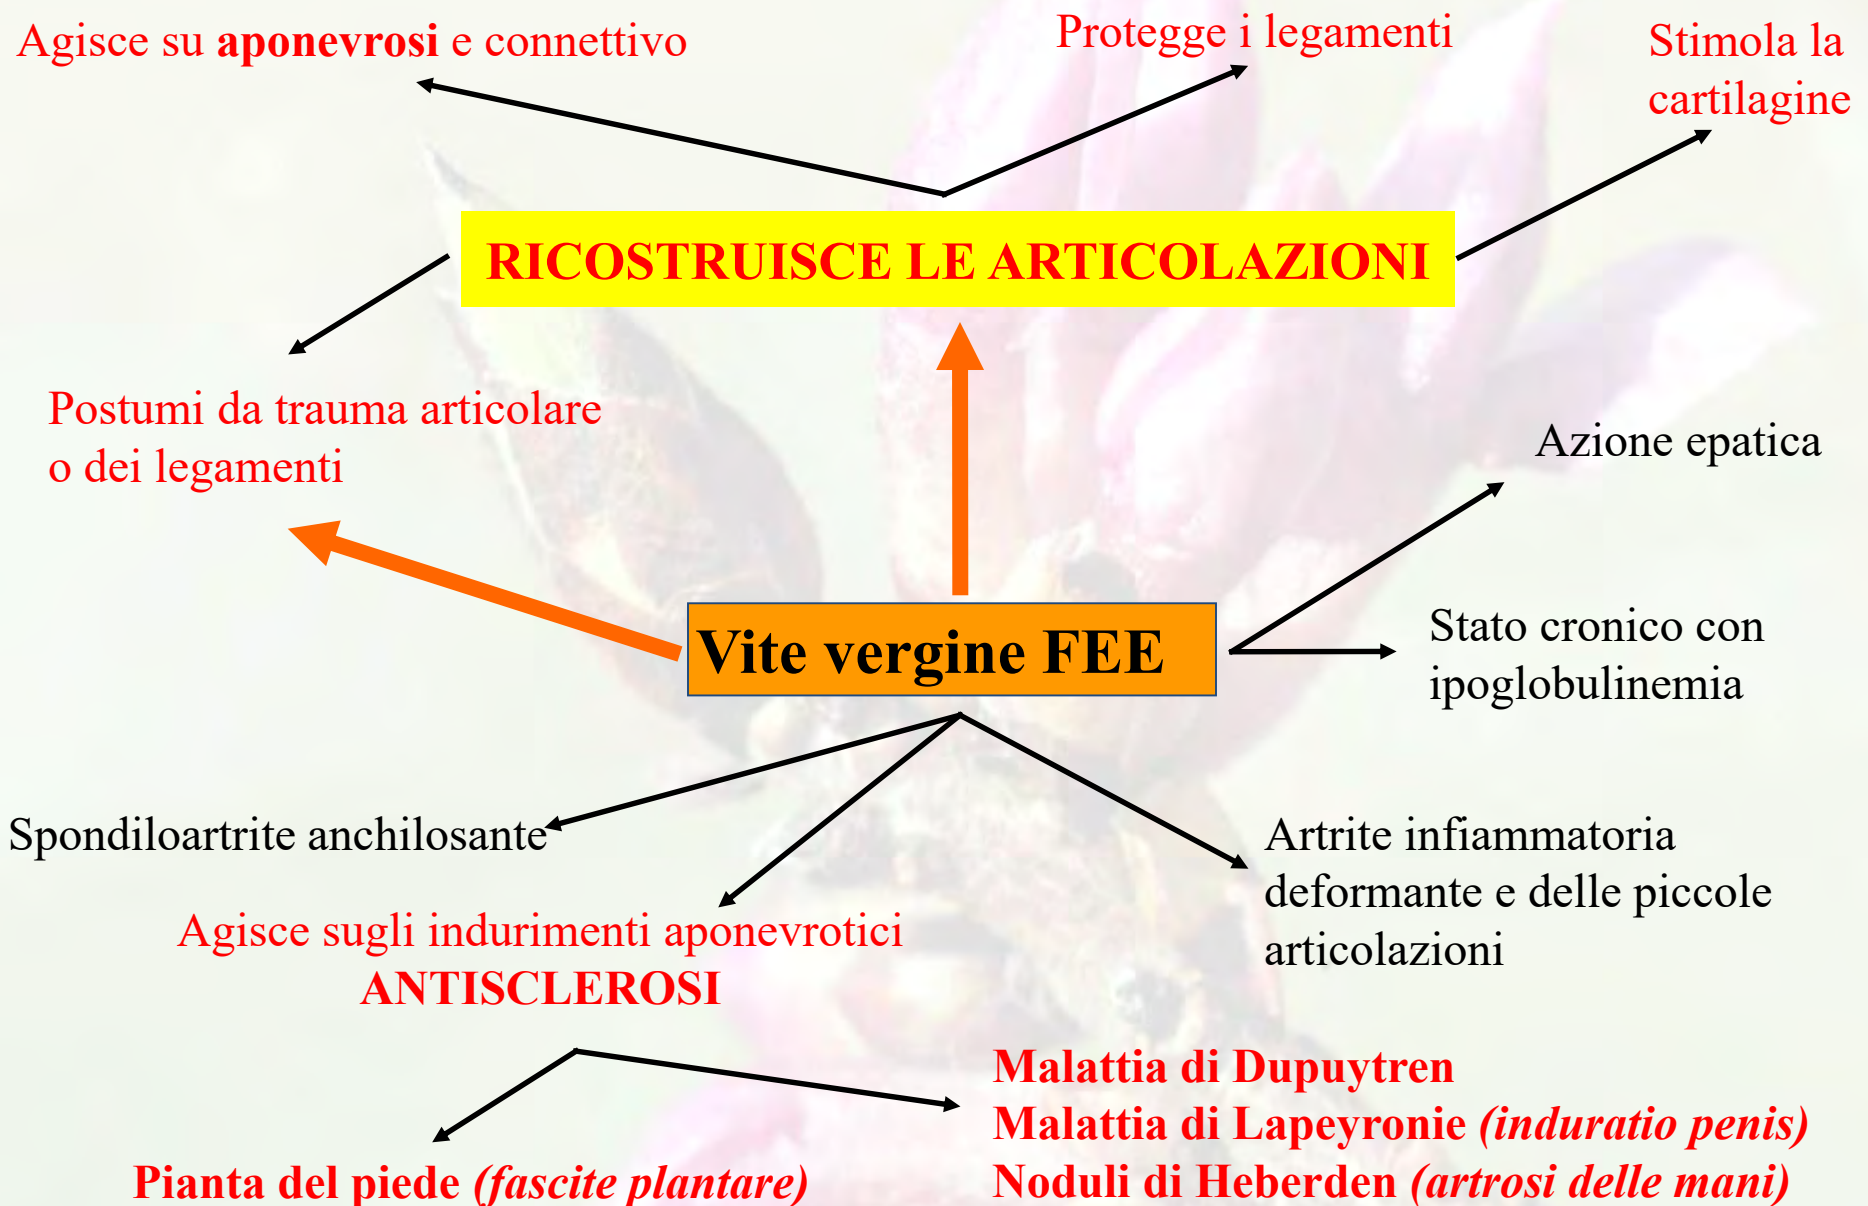 Agisce su aponevrosi e connettivo
Protegge i legamenti
Stimola la
cartilagine
RICOSTRUISCE LE ARTICOLAZIONI
Postumi da trauma articolare
o dei legamenti
Azione epatica
Vite vergine FEE
Stato cronico con
ipoglobulinemia
Spondiloartrite anchilosante
Artrite infiammatoria
deformante e delle piccole
articolazioni
Agisce sugli indurimenti aponevrotici
ANTISCLEROSI
Malattia di Dupuytren
Malattia di Lapeyronie (induratio penis)
Noduli di Heberden (artrosi delle mani)
Pianta del piede (fascite plantare)